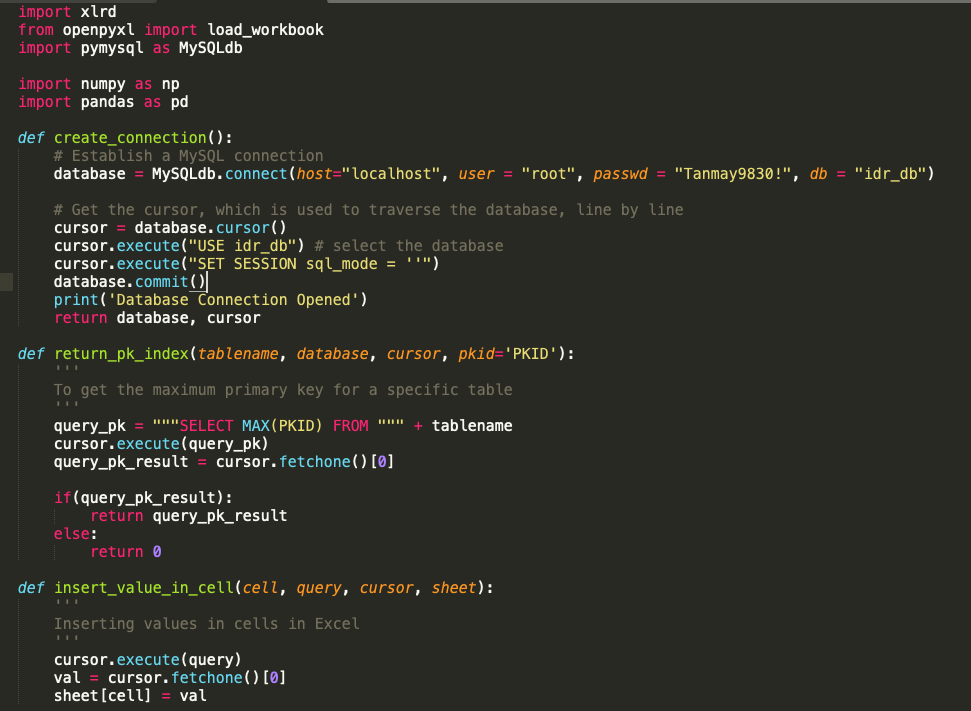 import xlrd
from openpyxl import load_workbook
import pymysql as MySQLdb

import numpy as np
import pandas as pd

def create_connection():
    # Establish a MySQL connection
    database = MySQLdb.connect(host="localhost", user = "root", passwd = "Tanmay9830!", db = "idr_db")

    # Get the cursor, which is used to traverse the database, line by line
    cursor = database.cursor()
    cursor.execute("USE idr_db") # select the database
    cursor.execute("SET SESSION sql_mode = ''")
    database.commit()
    print('Database Connection Opened')
    return database, cursor

def return_pk_index(tablename, database, cursor, pkid='PKID'):
    '''
    To get the maximum primary key for a specific table
    '''
    query_pk = """SELECT MAX(PKID) FROM """ + tablename
    cursor.execute(query_pk)
    query_pk_result = cursor.fetchone()[0]

    if(query_pk_result):
        return query_pk_result
    else:
        return 0

def insert_value_in_cell(cell, query, cursor, sheet):
    '''
    Inserting values in cells in Excel
    '''
    cursor.execute(query)
    val = cursor.fetchone()[0]
    sheet[cell] = val